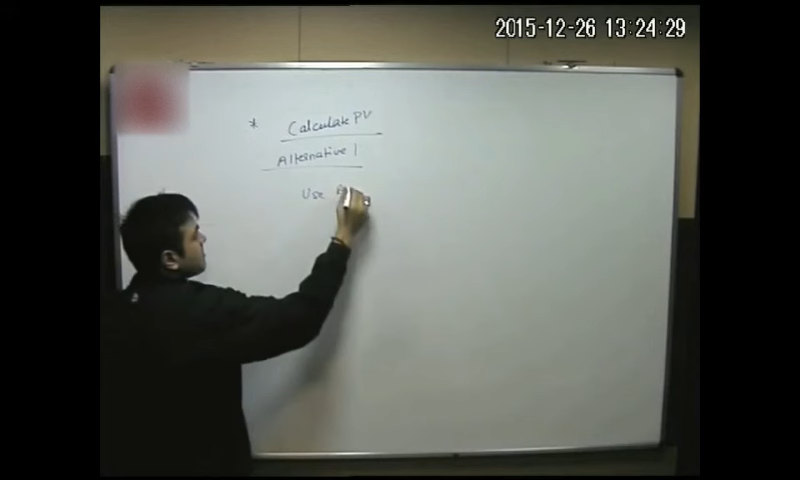 2015-12-26 13:24:29
* Calculate PV
Alternative 1
Use